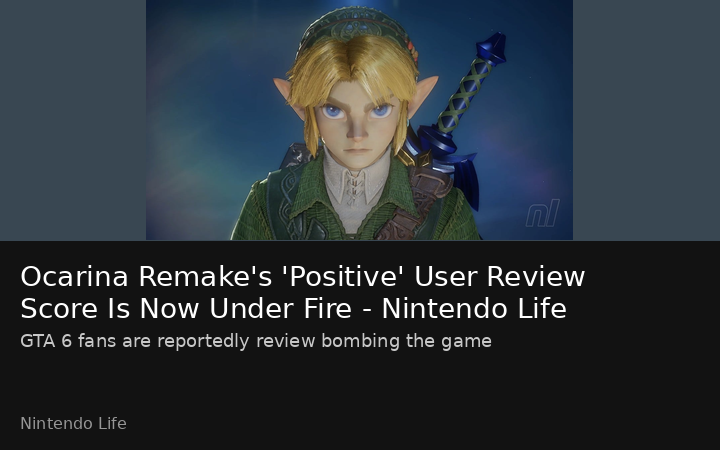 nl
Ocarina Remake's 'Positive' User Review
Score Is Now Under Fire - Nintendo Life
GTA 6 fans are reportedly review bombing the game
Nintendo Life